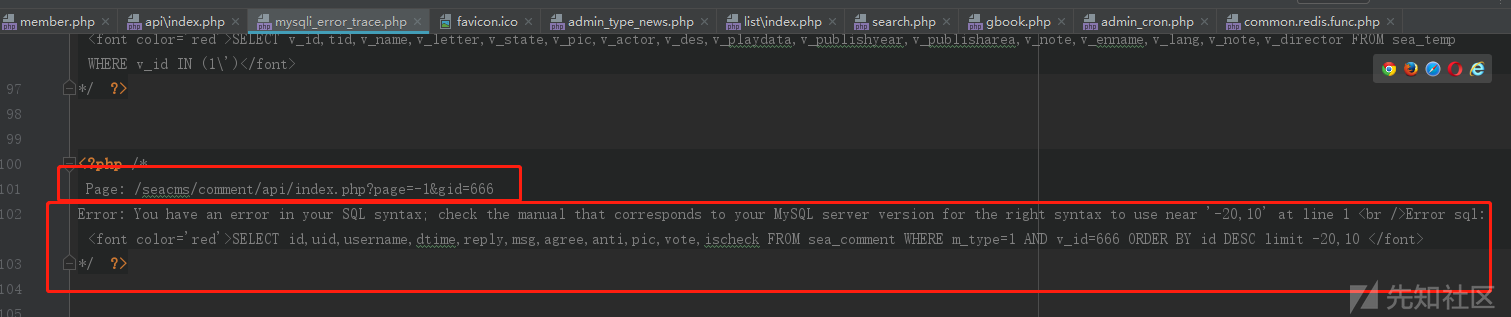 member.php × api\index.php × mysqli_error_trace.php × favicon.ico × admin_type_news.php × list\index.php × search.php × gbook.php × admin_cron.php × common.redis.func.php ×
<font color='red'>SELECT v_id,tid,v_name,v_letter,v_state,v_pic,v_actor,v_des,v_playdata,v_publishyear,v_publisharea,v_note,v_enname,v_lang,v_note,v_director FROM sea_temp
WHERE v_id IN (1\')</font>
97 */ ?>
98
99
100 <?php /*
101 Page: /seacms/comment/api/index.php?page=-1&gid=666
102 Error: You have an error in your SQL syntax; check the manual that corresponds to your MySQL server version for the right syntax to use near '-20,10' at line 1 <br />Error sql:
<font color='red'>SELECT id,uid,username,dtime,reply,msg,agree,anti,pic,vote,ischeck FROM sea_comment WHERE m_type=1 AND v_id=666 ORDER BY id DESC limit -20,10 </font>
103 */ ?>
104
105
先知社区